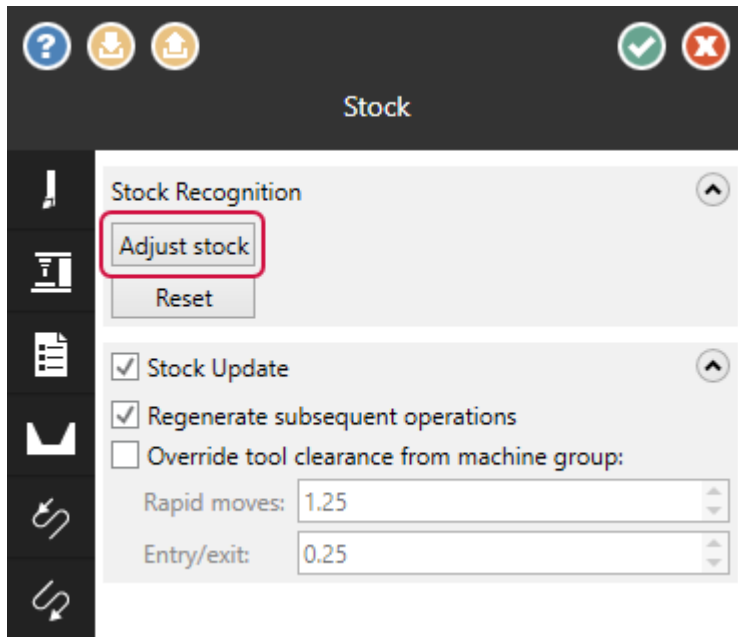 ?
Stock
Stock Recognition
Adjust stock
Reset
Stock Update
Regenerate subsequent operations
Override tool clearance from machine group:
Rapid moves: 1.25
Entry/exit: 0.25